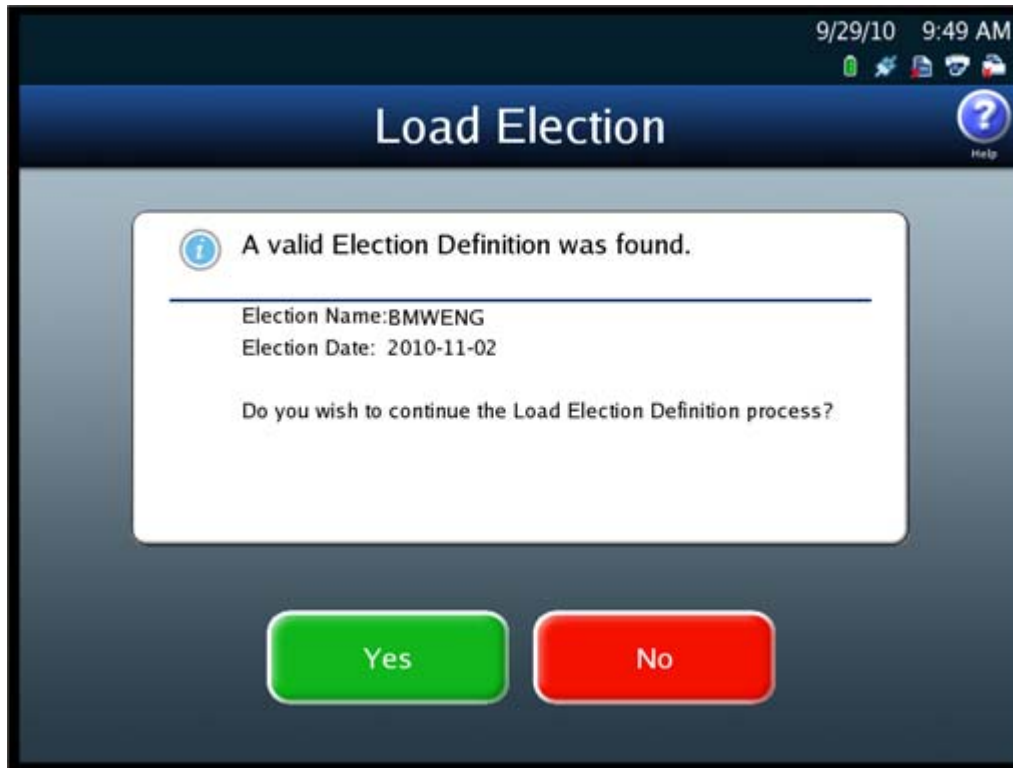 9/29/10 9:49 AM
Load Election
Help
A valid Election Definition was found.
Election Name:BMWENG
Election Date: 2010-11-02
Do you wish to continue the Load Election Definition process?
Yes
No